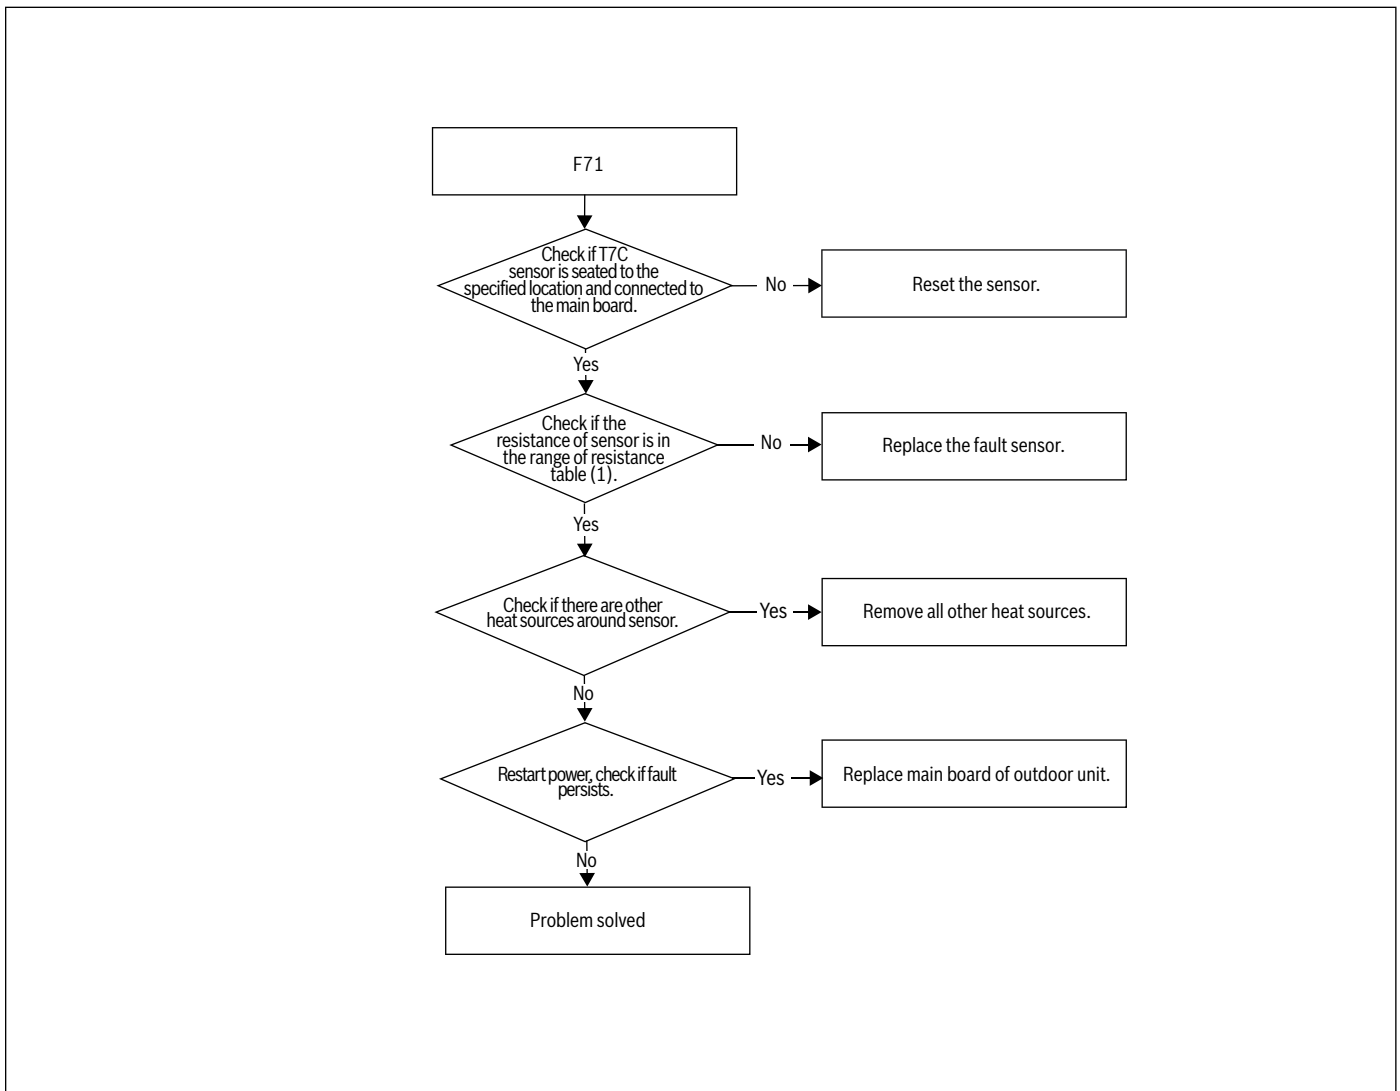 F71
Check if T7C
sensor is seated to the
specified location and connected to
the main board.
No
Reset the sensor.
Yes
Check if the
resistance of sensor is in
the range of resistance
table (1).
No
Replace the fault sensor.
Yes
Check if there are other
heat sources around sensor.
Yes
Remove all other heat sources.
No
Restart power, check if fault
persists.
Yes
Replace main board of outdoor unit.
No
Problem solved